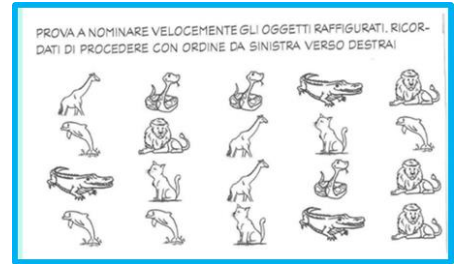 PROVA A NOMINARE VELOCEMENTE GLI OGGETTI RAFFIGURATI. RICOR-
DATI DI PROCEDERE CON ORDINE DA SINISTRA VERSO DESTRA!